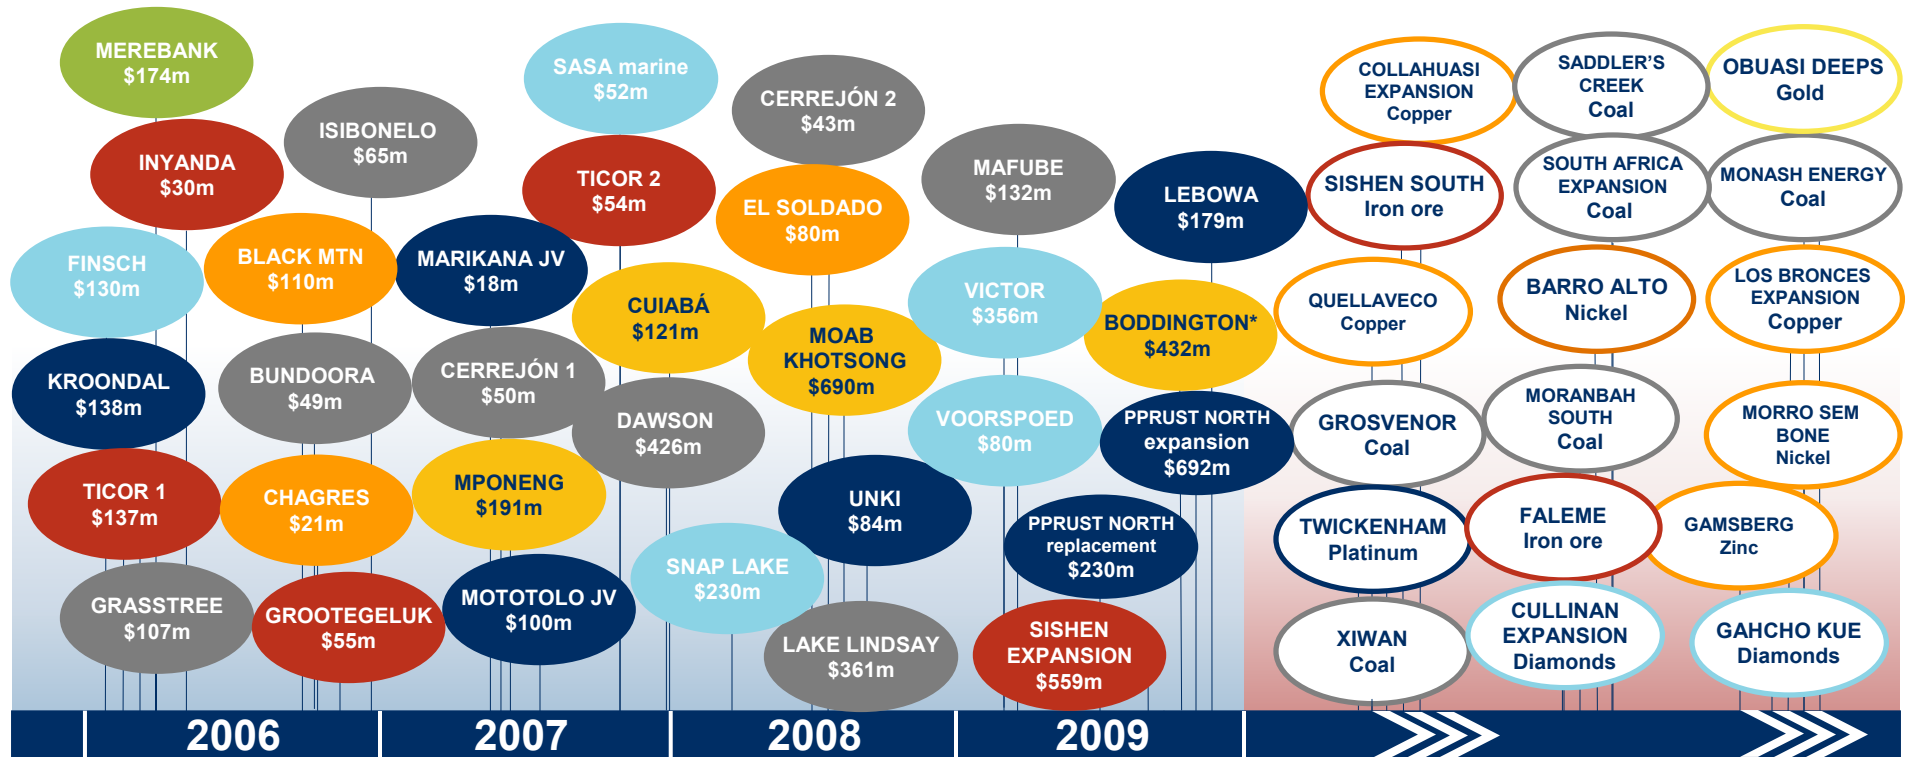 MEREBANK
$174m
INYANDA
$30m
ISIBONELO
$65m
FINSCH
$130m
BLACK MTN
$110m
KROONDAL
$138m
BUNDOORA
$49m
TICOR 1
$137m
CHAGRES
$21m
GRASSTREE
$107m
GROOTEGELUK
$55m
SASA marine
$52m
TICOR 2
$54m
MARIKANA JV
$18m
CUIABÁ
$121m
CERREJÓN 1
$50m
DAWSON
$426m
MPONENG
$191m
MOTOTOLO JV
$100m
CERREJÓN 2
$43m
EL SOLDADO
$80m
MOAB
KHOTSONG
$690m
UNKI
$84m
SNAP LAKE
$230m
LAKE LINDSAY
$361m
MAFUBE
$132m
LEBOWA
$179m
VICTOR
$356m
BODDINGTON*
$432m
VOORSPOED
$80m
PPRUST NORTH
expansion
$692m
PPRUST NORTH
replacement
$230m
SISHEN
EXPANSION
$559m
COLLAHUASI
EXPANSION
Copper
SADDLER'S
CREEK
Coal
OBUASI DEEPS
Gold
SISHEN SOUTH
Iron ore
SOUTH AFRICA
EXPANSION
Coal
MONASH ENERGY
Coal
QUELLAVECO
Copper
BARRO ALTO
Nickel
LOS BRONCES
EXPANSION
Copper
GROSVENOR
Coal
MORANBAH
SOUTH
Coal
MORRO SEM
BONE
Nickel
TWICKENHAM
Platinum
FALEME
Iron ore
GAMSBERG
Zinc
XIWAN
Coal
CULLINAN
EXPANSION
Diamonds
GAHCHO KUE
Diamonds
2006
2007
2008
2009